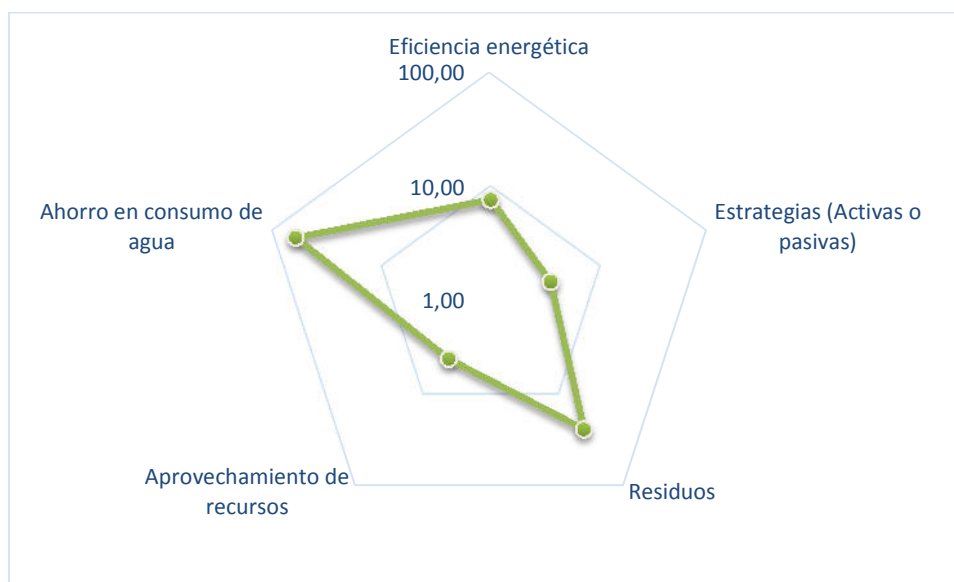 Eficiencia energética
100,00
10,00
1,00
Estrategias (Activas o
pasivas)
Residuos
Aprovechamiento de
recursos
Ahorro en consumo de
agua